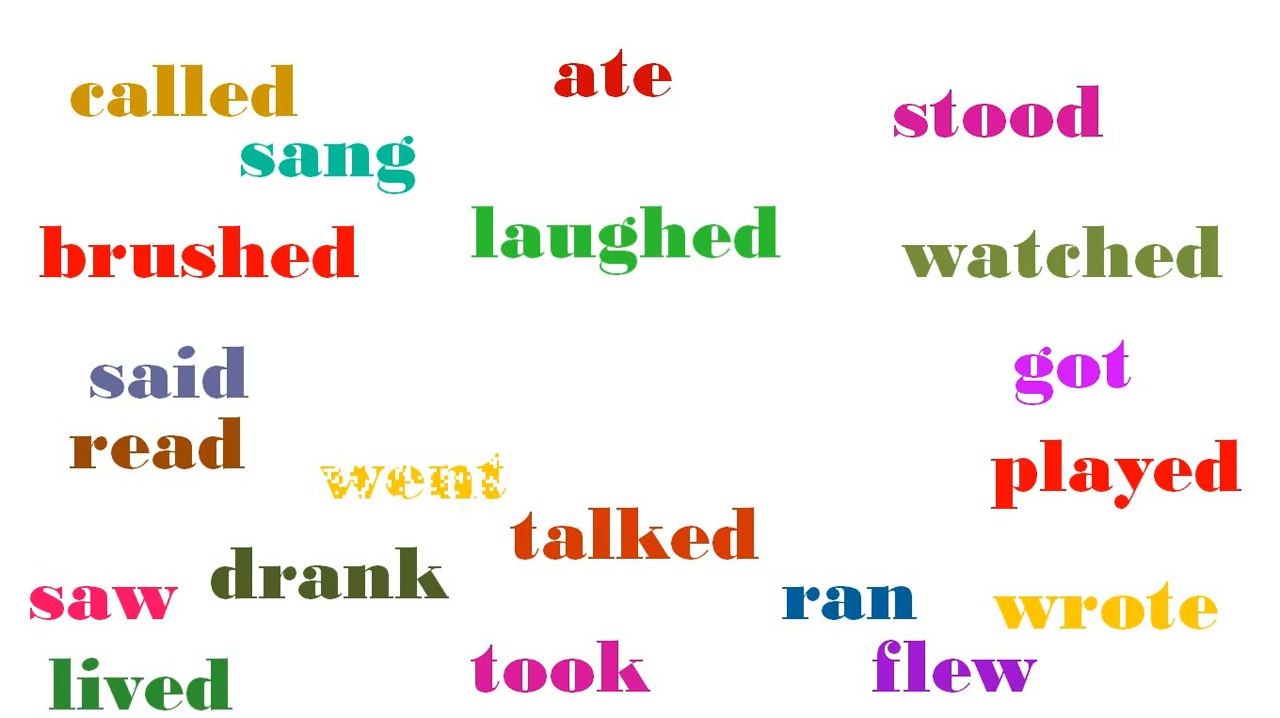 called
ate
stood
sang
brushed
laughed
watched
said
got
read
went
played
talked
drank
saw
ran
wrote
lived
took
flew